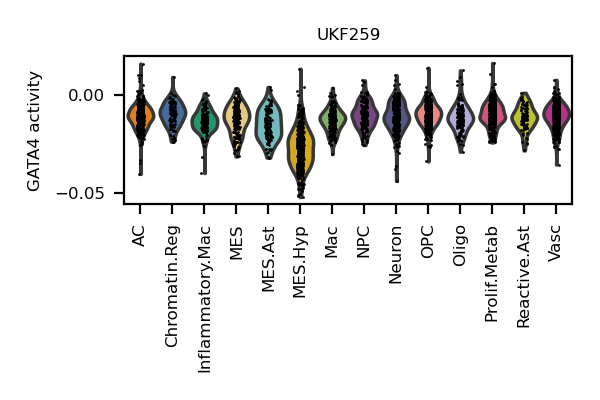 UKF259
GATA4 activity
0.00
−0.05
AC
Chromatin.Reg
Inflammatory.Mac
MES
MES.Ast
MES.Hyp
Mac
NPC
Neuron
OPC
Oligo
Prolif.Metab
Reactive.Ast
Vasc